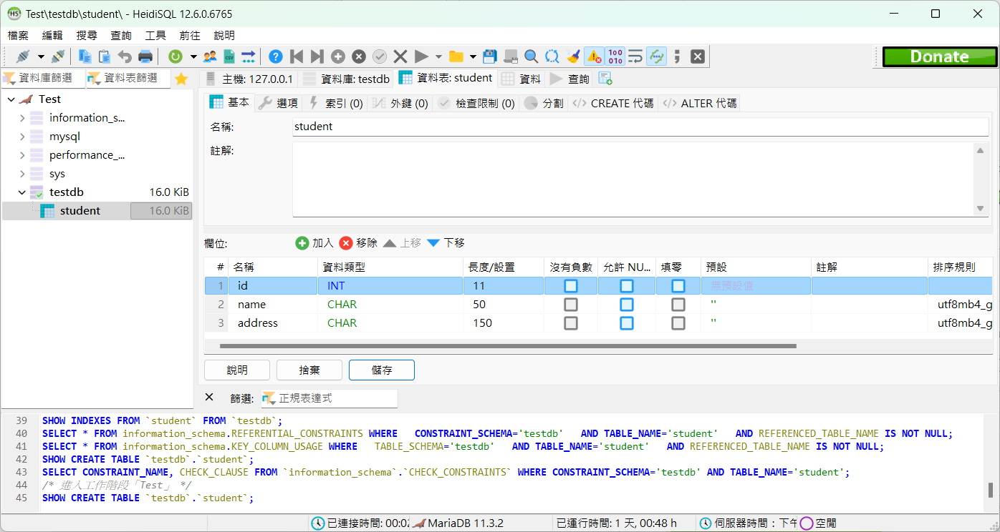 Test\testdb\student\ - HeidiSQL 12.6.0.6765
檔案 編輯 搜尋 查詢 工具 前往 說明
Donate
資料庫篩選 資料表篩選
主機: 127.0.0.1 資料庫: testdb 資料表: student 資料 查詢
Test
information_s...
mysql
performance_...
sys
testdb 16.0 KiB
student 16.0 KiB
基本 選項 索引 (0) 外鍵 (0) 檢查限制 (0) 分割 CREATE 代碼 ALTER 代碼
名稱: student
註解:
欄位: 加入 移除 上移 下移
# 名稱 資料類型 長度/設置 沒有負數 允許 NU... 填零 預設 註解 排序規則
1 id INT 11 無預設值
2 name CHAR 50 '' utf8mb4_g
3 address CHAR 150 '' utf8mb4_g
說明 捨棄 儲存
篩選: 正規表達式
39 SHOW INDEXES FROM `student` FROM `testdb`;
40 SELECT * FROM information_schema.REFERENTIAL_CONSTRAINTS WHERE CONSTRAINT_SCHEMA='testdb' AND TABLE_NAME='student' AND REFERENCED_TABLE_NAME IS NOT NULL;
41 SELECT * FROM information_schema.KEY_COLUMN_USAGE WHERE TABLE_SCHEMA='testdb' AND TABLE_NAME='student' AND REFERENCED_TABLE_NAME IS NOT NULL;
42 SHOW CREATE TABLE `testdb`.`student`;
43 SELECT CONSTRAINT_NAME, CHECK_CLAUSE FROM `information_schema`.`CHECK_CONSTRAINTS` WHERE CONSTRAINT_SCHEMA='testdb' AND TABLE_NAME='student';
44 /* 進入工作階段「Test」 */
45 SHOW CREATE TABLE `testdb`.`student`;
已連接時間: 00:02 MariaDB 11.3.2 已運行時間: 1 天, 00:48 h 伺服器時間：下午 空閒